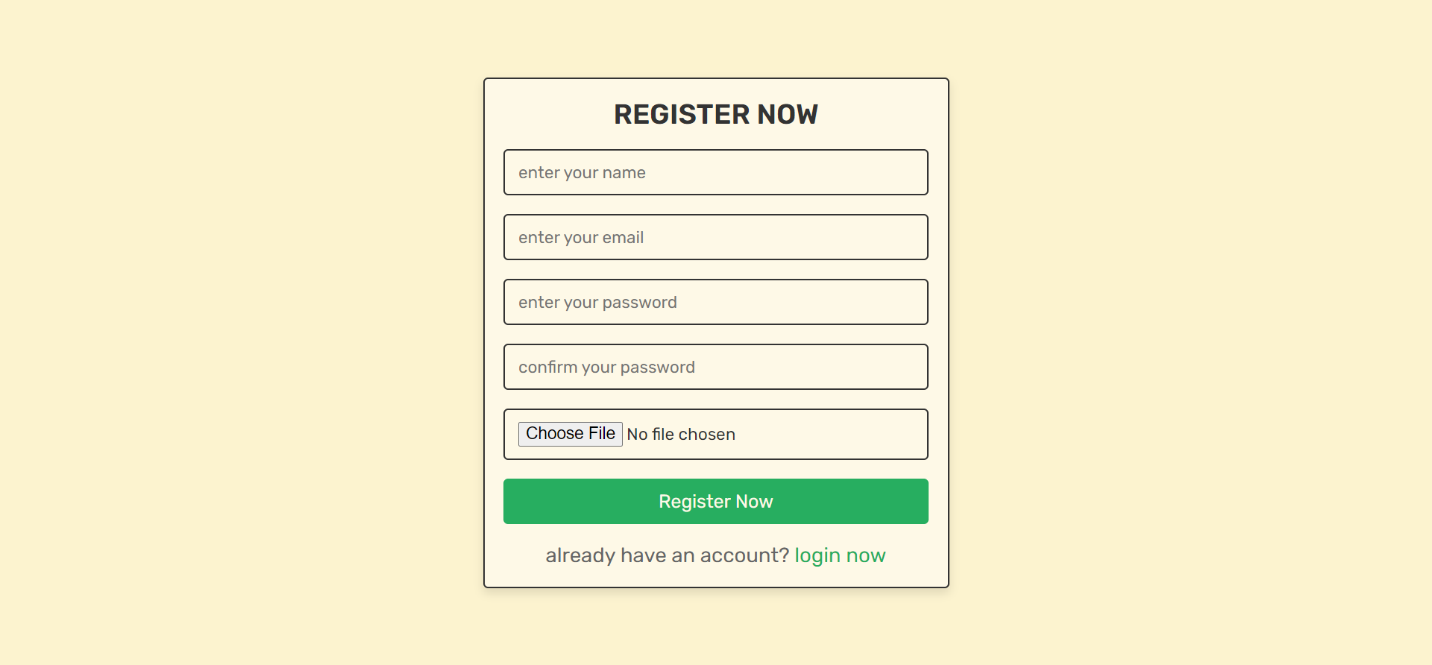 REGISTER NOW
enter your name
enter your email
enter your password
confirm your password
Choose File No file chosen
Register Now
already have an account? login now